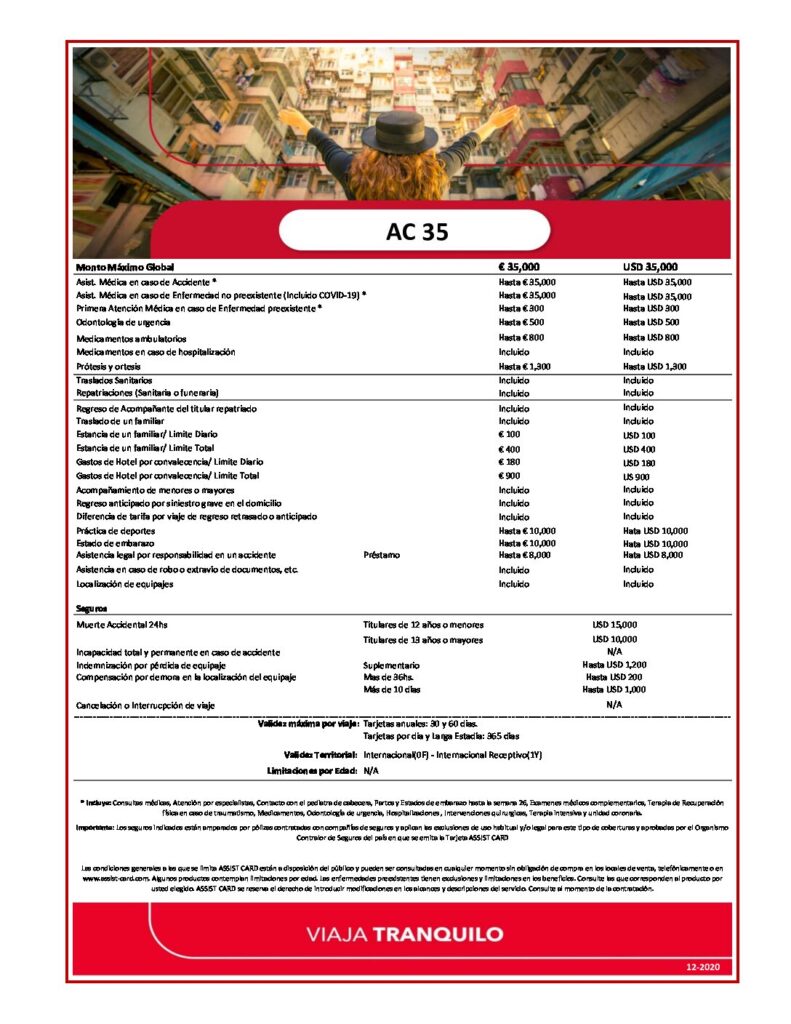 AC 35
Monto Máximo Global € 35,000 USD 35,000
Asist. Médica en caso de Accidente * Hasta € 35,000 Hasta USD 35,000
Asist. Médica en caso de Enfermedad no preexistente (Incluido COVID-19) * Hasta € 35,000 Hasta USD 35,000
Primera Atención Médica en caso de Enfermedad preexistente * Hasta € 300 Hasta USD 300
Odontología de urgencia Hasta € 500 Hasta USD 500
Medicamentos ambulatorios Hasta € 800 Hasta USD 800
Medicamentos en caso de hospitalización Incluido Incluido
Prótesis y ortesis Hasta € 1,300 Hasta USD 1,300
Traslados Sanitarios Incluido Incluido
Repatriaciones (Sanitaria o funeraria) Incluido Incluido
Regreso de Acompañante del titular repatriado Incluido Incluido
Traslado de un familiar Incluido Incluido
Estancia de un familiar/ Limite Diario € 100 USD 100
Estancia de un familiar/ Limite Total € 400 USD 400
Gastos de Hotel por convalecencia/ Limite Diario € 180 USD 180
Gastos de Hotel por convalecencia/ Limite Total € 900 US 900
Acompañamiento de menores o mayores Incluido Incluido
Regreso anticipado por siniestro grave en el domicilio Incluido Incluido
Diferencia de tarifa por viaje de regreso retrasado o anticipado Incluido Incluido
Práctica de deportes Hasta € 10,000 Hata USD 10,000
Estado de embarazo Hasta € 10,000 Hata USD 10,000
Asistencia legal por responsabilidad en un accidente Préstamo Hasta € 8,000 Hata USD 8,000
Asistencia en caso de robo o extravio de documentos, etc. Incluido Incluido
Localización de equipajes Incluido Incluido
Seguros
Muerte Accidental 24hs Titulares de 12 años o menores USD 15,000
Titulares de 13 años o mayores USD 10,000
Incapacidad total y permanente en caso de accidente N/A
Indemnización por pérdida de equipaje Suplementario Hasta USD 1,200
Compensación por demora en la localización del equipaje Mas de 36hs. Hasta USD 200
Más de 10 dias Hasta USD 1,000
Cancelación o Interrucpción de viaje N/A
Validez máxima por viaje: Tarjetas anuales: 30 y 60 dias.
Tarjetas por dia y Larga Estadia: 365 dias
Validez Territorial: Internacional(0F) - Internacional Receptivo(1Y)
Limitaciones por Edad: N/A
* Incluye: Consultas médicas, Atención por especialistas, Contacto con el pediatra de cabecera, Partos y Estados de embarazo hasta la semana 26, Examenes médicos complementarios, Terapia de Recuperación
física en caso de traumatismo, Medicamentos, Odontología de urgencia, Hospitalizaciones, Intervenciones quirurgicas, Terapia intensiva y unidad coronaria.
Importante: Los seguros indicados están amparados por pólizas contratadas con compañías de seguros y aplican las exclusiones de uso habitual y/o legal para este tipo de coberturas y aprobadas por el Organismo
Contralor de Seguros del país en que se emita la Tarjeta ASSIST CARD
Las condiciones generales a las que se limita ASSIST CARD están a disposición del público y pueden ser consultadas en cualquier momento sin obligación de compra en los locales de venta, telefónicamente o en
www.assist-card.com. Algunos productos contemplan limitaciones por edad. Las enfermedades preexistentes tienen exclusiones y limitaciones en los beneficios. Consulte las que corresponden al producto por
usted elegido. ASSIST CARD se reserva el derecho de introducir modificaciones en los alcances y descripciones del servicio. Consulte al momento de la contratación.
VIAJA TRANQUILO
12-2020